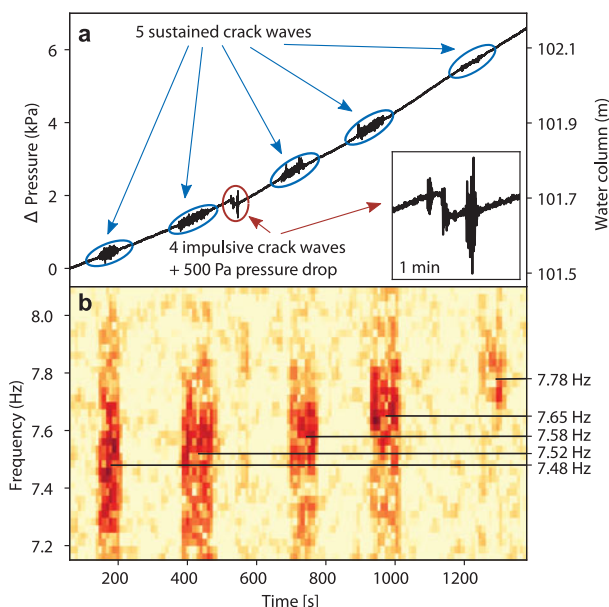 a
5 sustained crack waves
6
4
2
0
Δ Pressure (kPa)
102.1
101.9
101.7
101.5
Water column (m)
4 impulsive crack waves
+ 500 Pa pressure drop
1 min
b
8.0
7.8
7.6
7.4
7.2
Frequency (Hz)
7.78 Hz
7.65 Hz
7.58 Hz
7.52 Hz
7.48 Hz
200 400 600 800 1000 1200
Time [s]